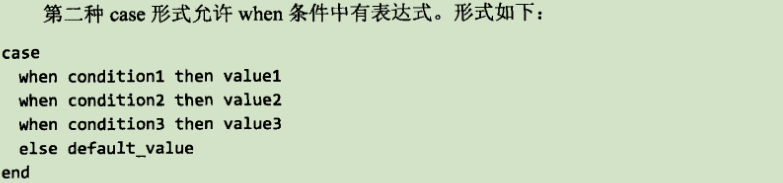 第二种 case 形式允许 when 条件中有表达式。形式如下：
case
  when condition1 then value1
  when condition2 then value2
  when condition3 then value3
  else default_value
end